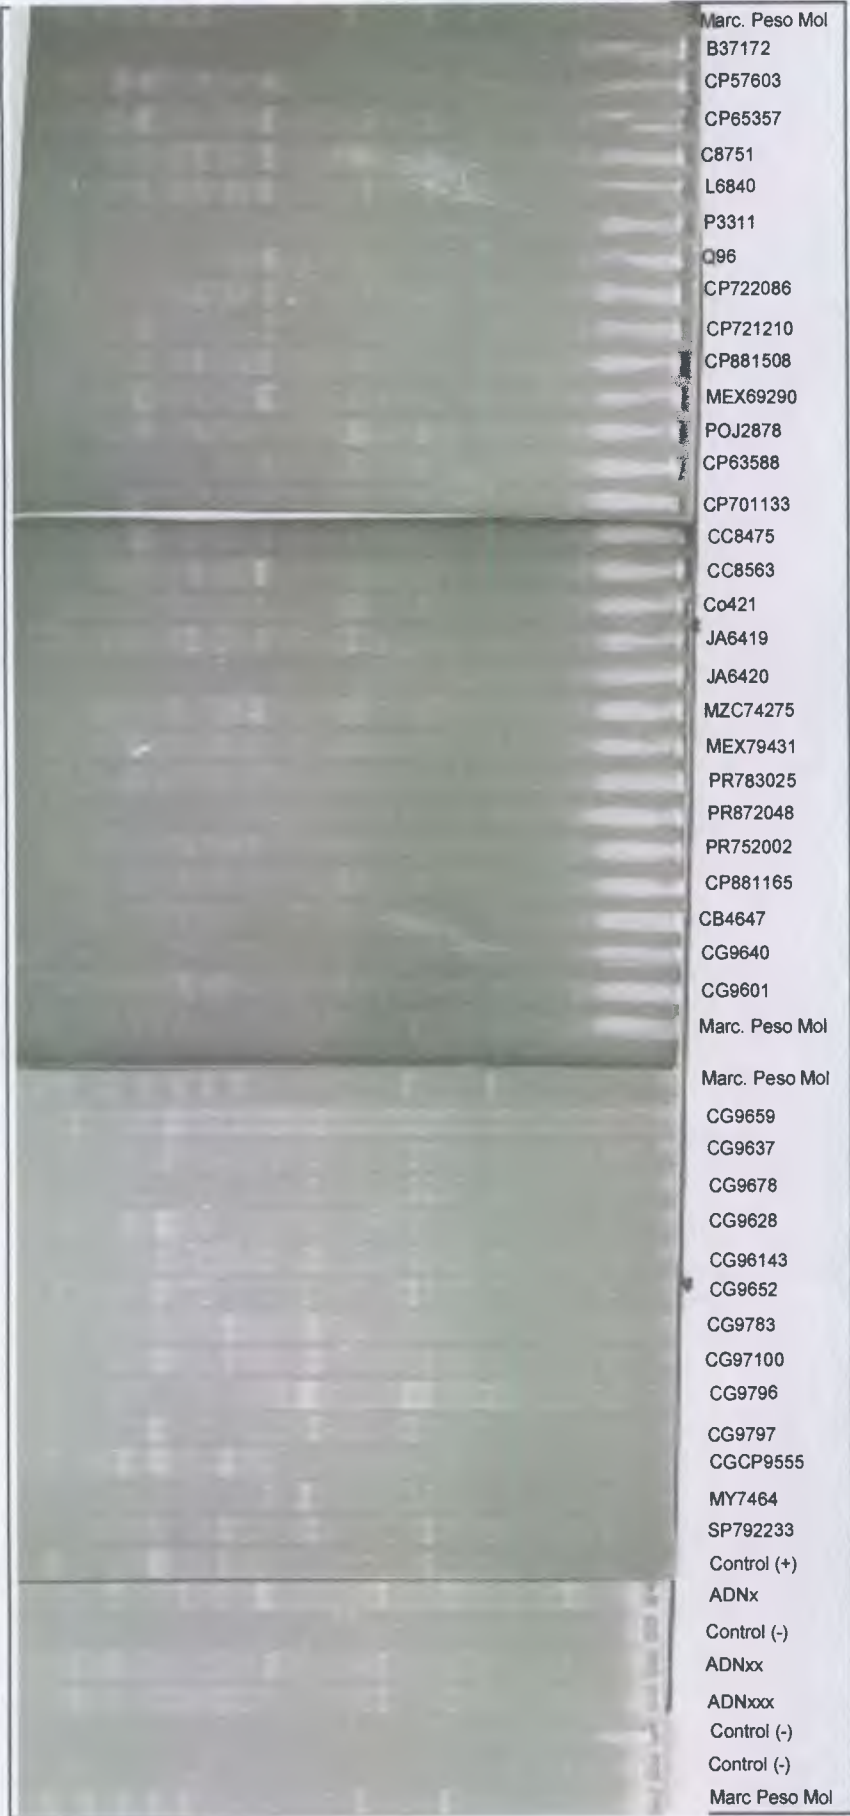 Marc. Peso Mol
B37172
CP57603
CP65357
C8751
L6840
P3311
Q96
CP722086
CP721210
CP881508
MEX69290
POJ2878
CP63588
CP701133
CC8475
CC8563
Co421
JA6419
JA6420
MZC74275
MEX79431
PR783025
PR872048
PR752002
CP881165
CB4647
CG9640
CG9601
Marc. Peso Mol
Marc. Peso Mol
CG9659
CG9637
CG9678
CG9628
CG96143
CG9652
CG9783
CG97100
CG9796
CG9797
CGCP9555
MY7464
SP792233
Control (+)
ADNx
Control (-)
ADNxx
ADNxxx
Control (-)
Control (-)
Marc Peso Mol